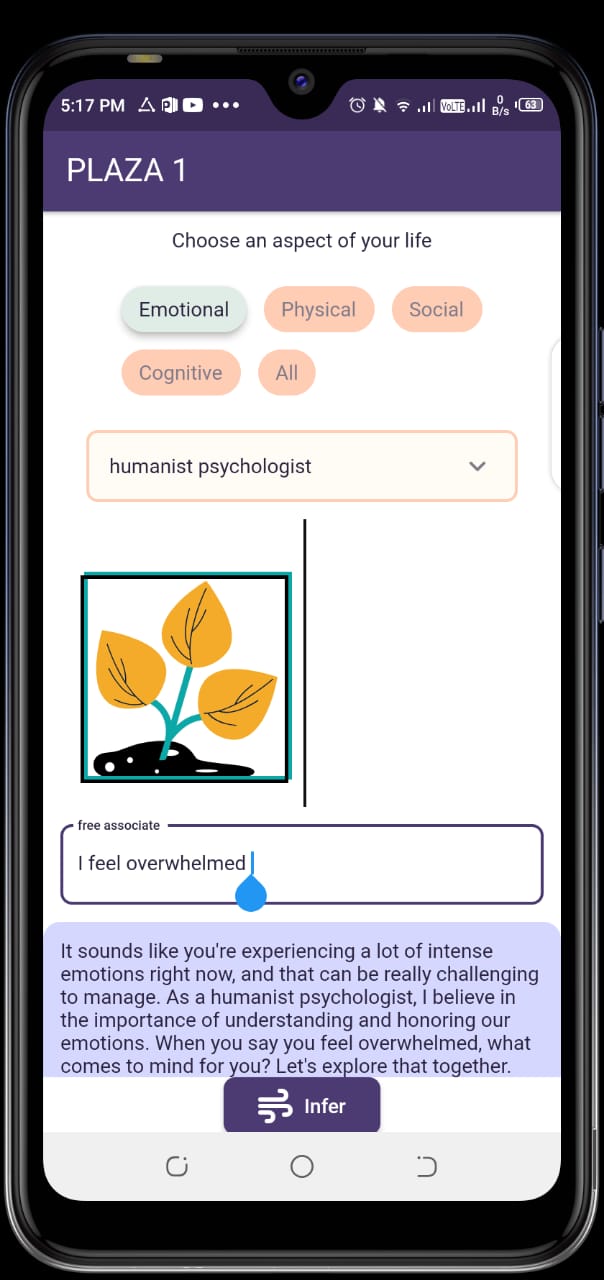 5:17 PM VoLTE 0 B/s 63
PLAZA 1
Choose an aspect of your life
Emotional Physical Social
Cognitive All
humanist psychologist
free associate
I feel overwhelmed
It sounds like you're experiencing a lot of intense
emotions right now, and that can be really challenging
to manage. As a humanist psychologist, I believe in
the importance of understanding and honoring our
emotions. When you say you feel overwhelmed, what
comes to mind for you? Let's explore that together.
Infer